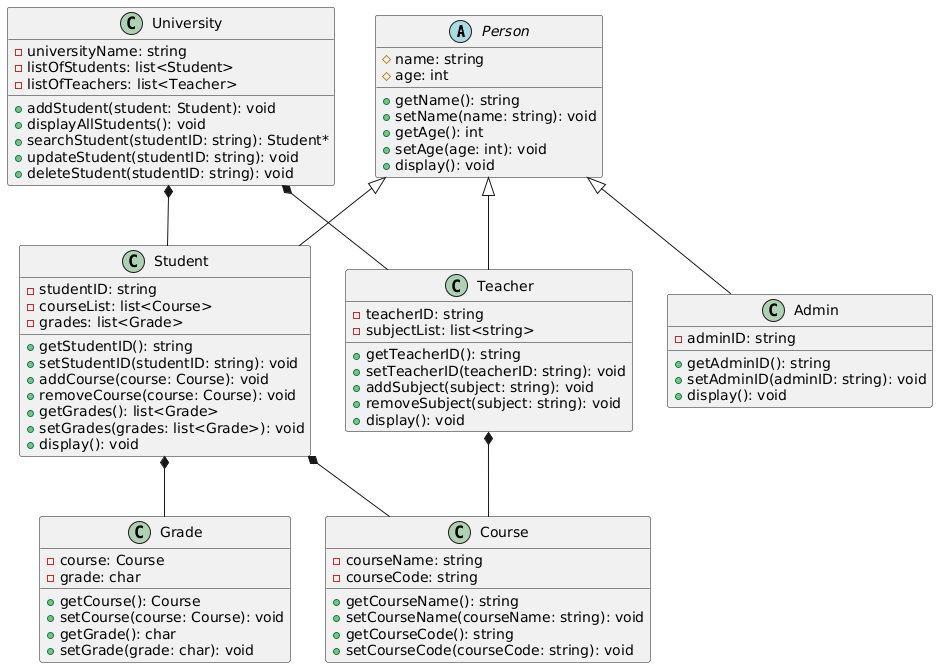 C University
universityName: string
listOfStudents: list<Student>
listOfTeachers: list<Teacher>
addStudent(student: Student): void
displayAllStudents(): void
searchStudent(studentID: string): Student*
updateStudent(studentID: string): void
deleteStudent(studentID: string): void
A Person
name: string
age: int
getName(): string
setName(name: string): void
getAge(): int
setAge(age: int): void
display(): void
C Student
studentID: string
courseList: list<Course>
grades: list<Grade>
getStudentID(): string
setStudentID(studentID: string): void
addCourse(course: Course): void
removeCourse(course: Course): void
getGrades(): list<Grade>
setGrades(grades: list<Grade>): void
display(): void
C Teacher
teacherID: string
subjectList: list<string>
getTeacherID(): string
setTeacherID(teacherID: string): void
addSubject(subject: string): void
removeSubject(subject: string): void
display(): void
C Admin
adminID: string
getAdminID(): string
setAdminID(adminID: string): void
display(): void
C Grade
course: Course
grade: char
getCourse(): Course
setCourse(course: Course): void
getGrade(): char
setGrade(grade: char): void
C Course
courseName: string
courseCode: string
getCourseName(): string
setCourseName(courseName: string): void
getCourseCode(): string
setCourseCode(courseCode: string): void